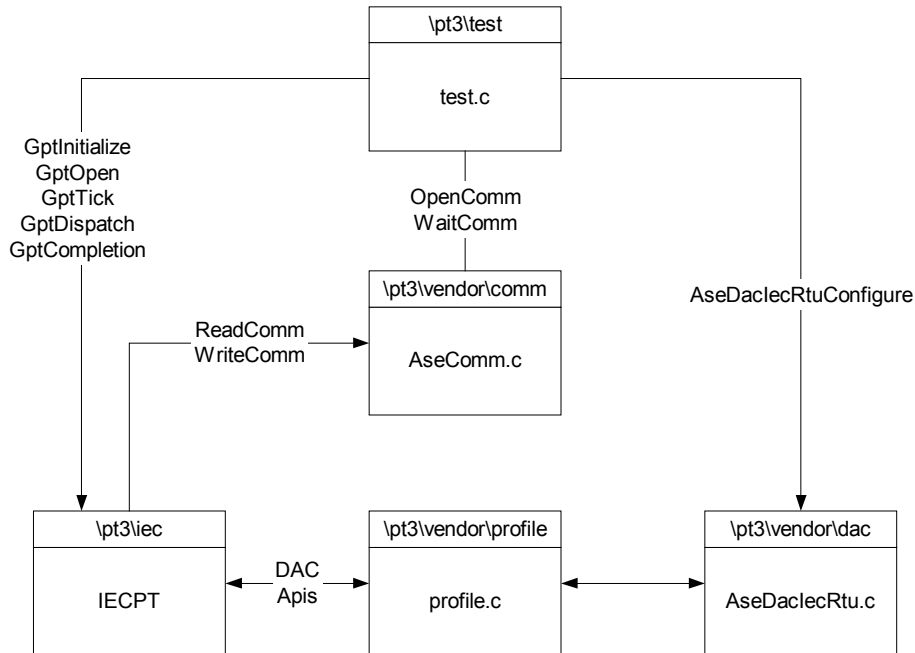 \pt3\test
test.c
GptInitialize
GptOpen
GptTick
GptDispatch
GptCompletion
OpenComm
WaitComm
\pt3\vendor\comm
AseComm.c
AseDacIecRtuConfigure
ReadComm
WriteComm
\pt3\iec
IECPT
DAC
Apis
\pt3\vendor\profile
profile.c
\pt3\vendor\dac
AseDacIecRtu.c